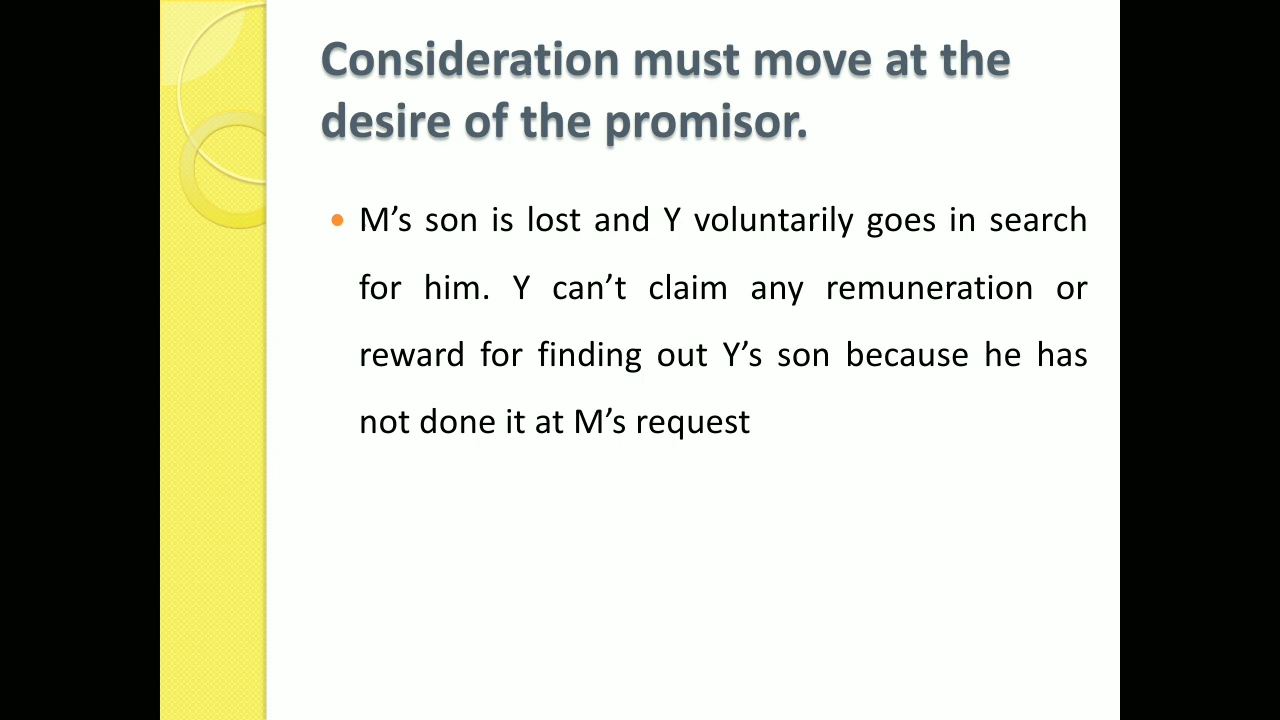 Consideration must move at the
desire of the promisor.
M’s son is lost and Y voluntarily goes in search
for him. Y can’t claim any remuneration or
reward for finding out Y’s son because he has
not done it at M’s request